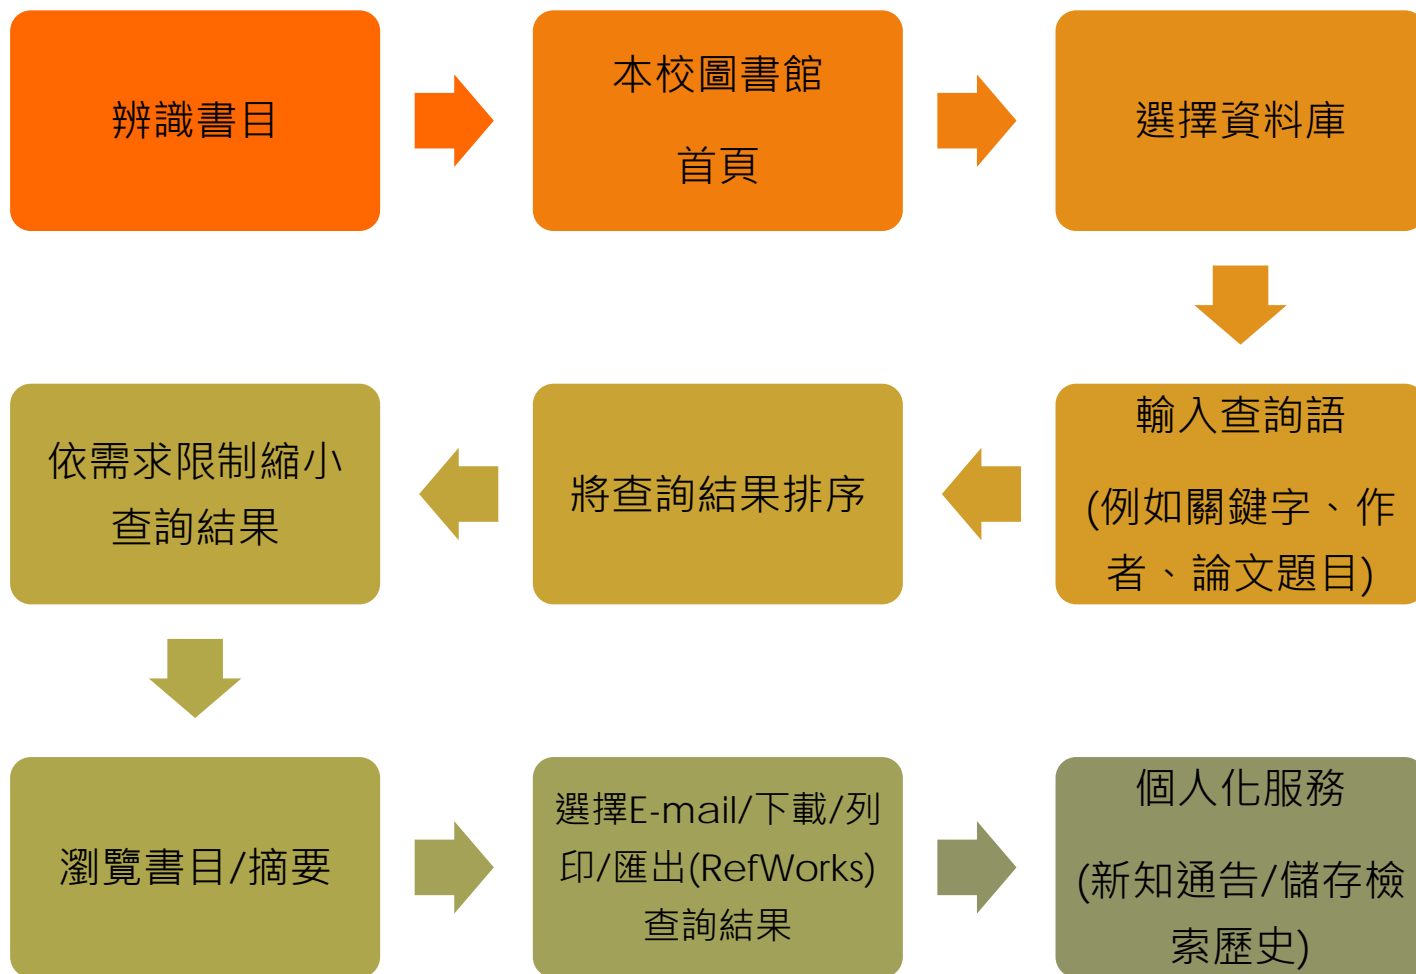 辨識書目
本校圖書館
首頁
選擇資料庫
輸入查詢語
(例如關鍵字、作
者、論文題目)
將查詢結果排序
依需求限制縮小
查詢結果
瀏覽書目/摘要
選擇E-mail/下載/列
印/匯出(RefWorks)
查詢結果
個人化服務
(新知通告/儲存檢
索歷史)